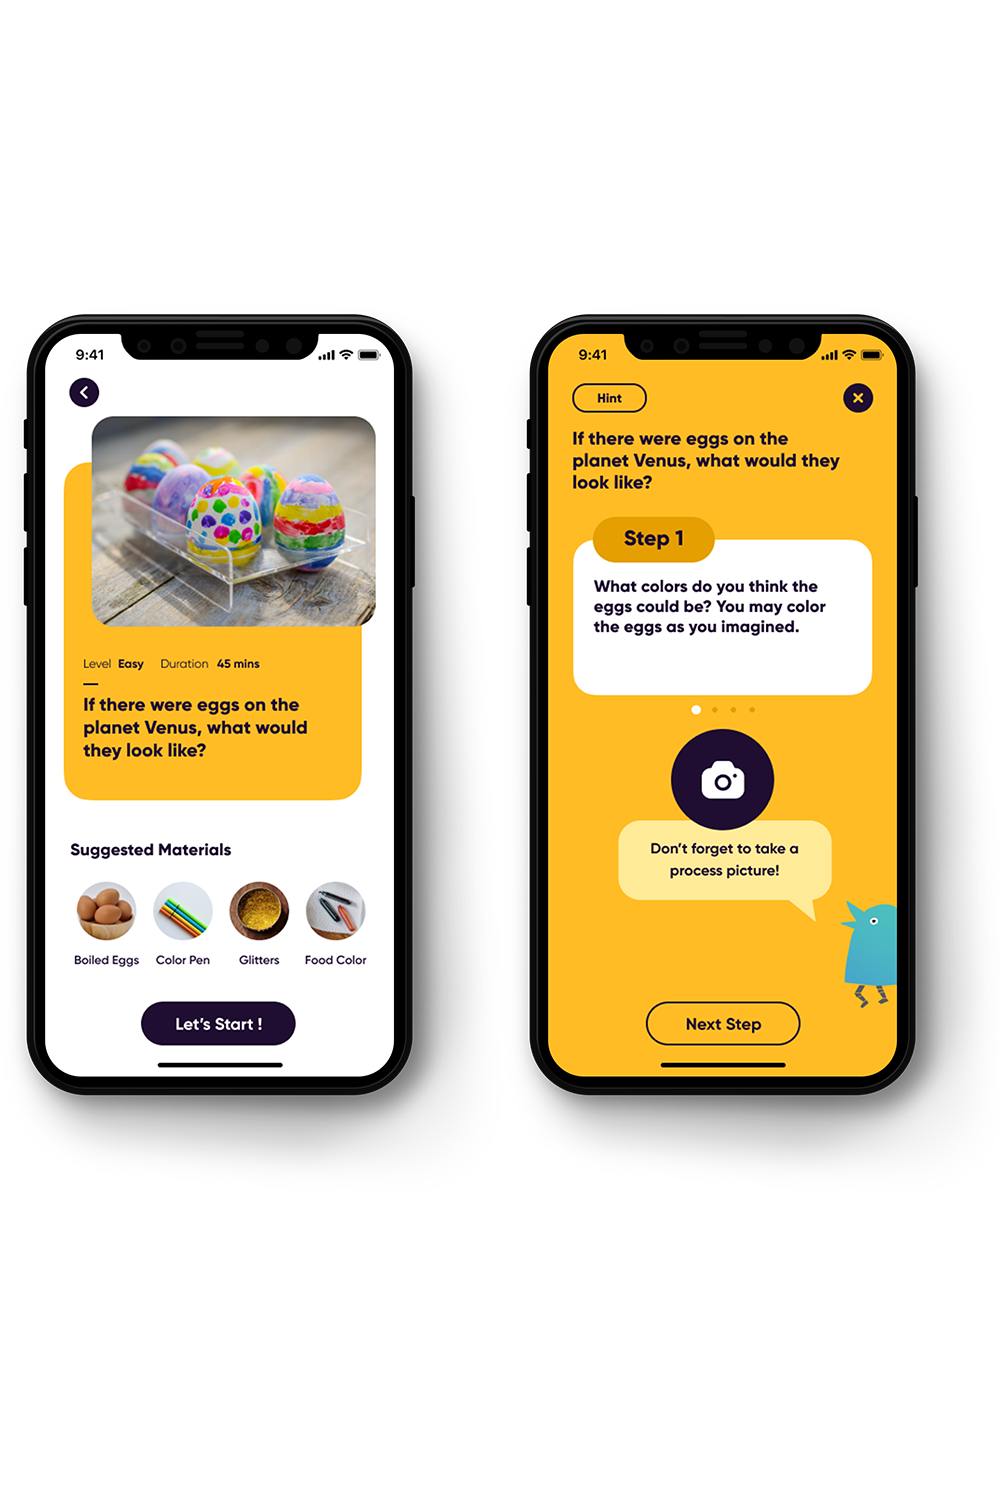 9:41
Level Easy Duration 45 mins
If there were eggs on the
planet Venus, what would
they look like?
Suggested Materials
Boiled Eggs Color Pen Glitters Food Color
Let's Start !
9:41
Hint
If there were eggs on the
planet Venus, what would they
look like?
Step 1
What colors do you think the
eggs could be? You may color
the eggs as you imagined.
Don't forget to take a
process picture!
Next Step